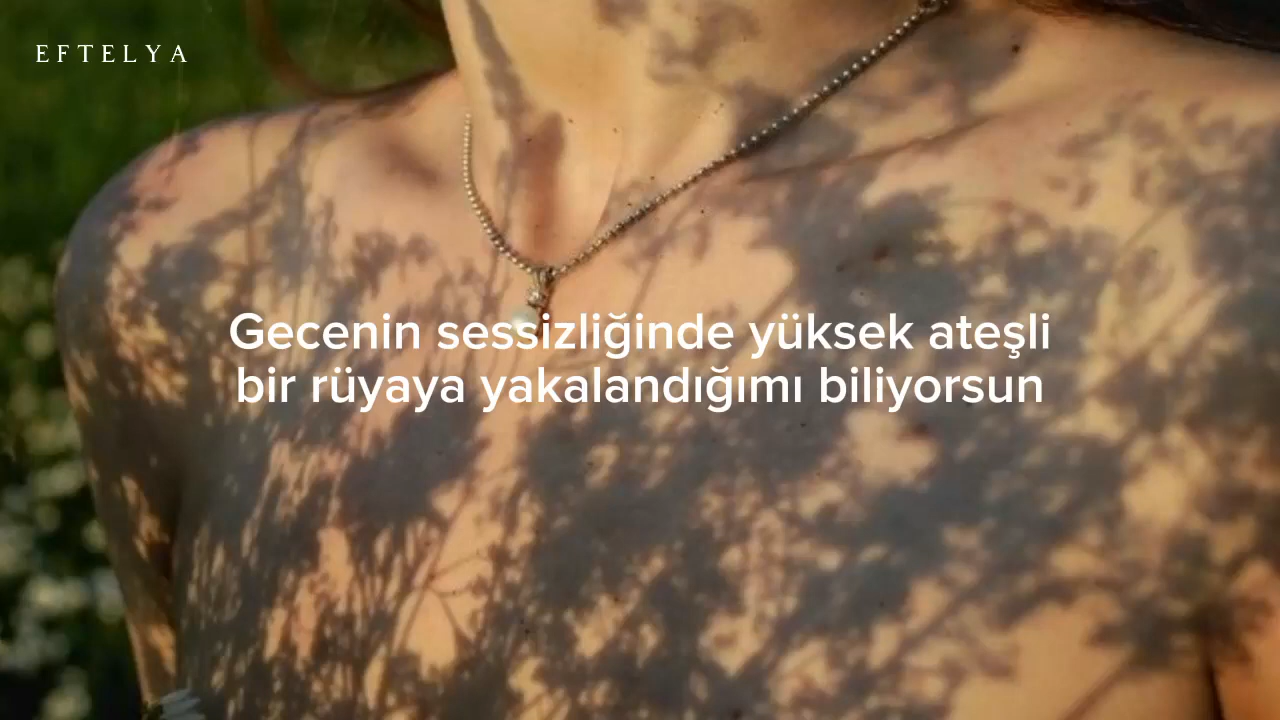 EFTELYA
Gecenin sessizliğinde yüksek ateşli
bir rüyaya yakalandığımı biliyorsun